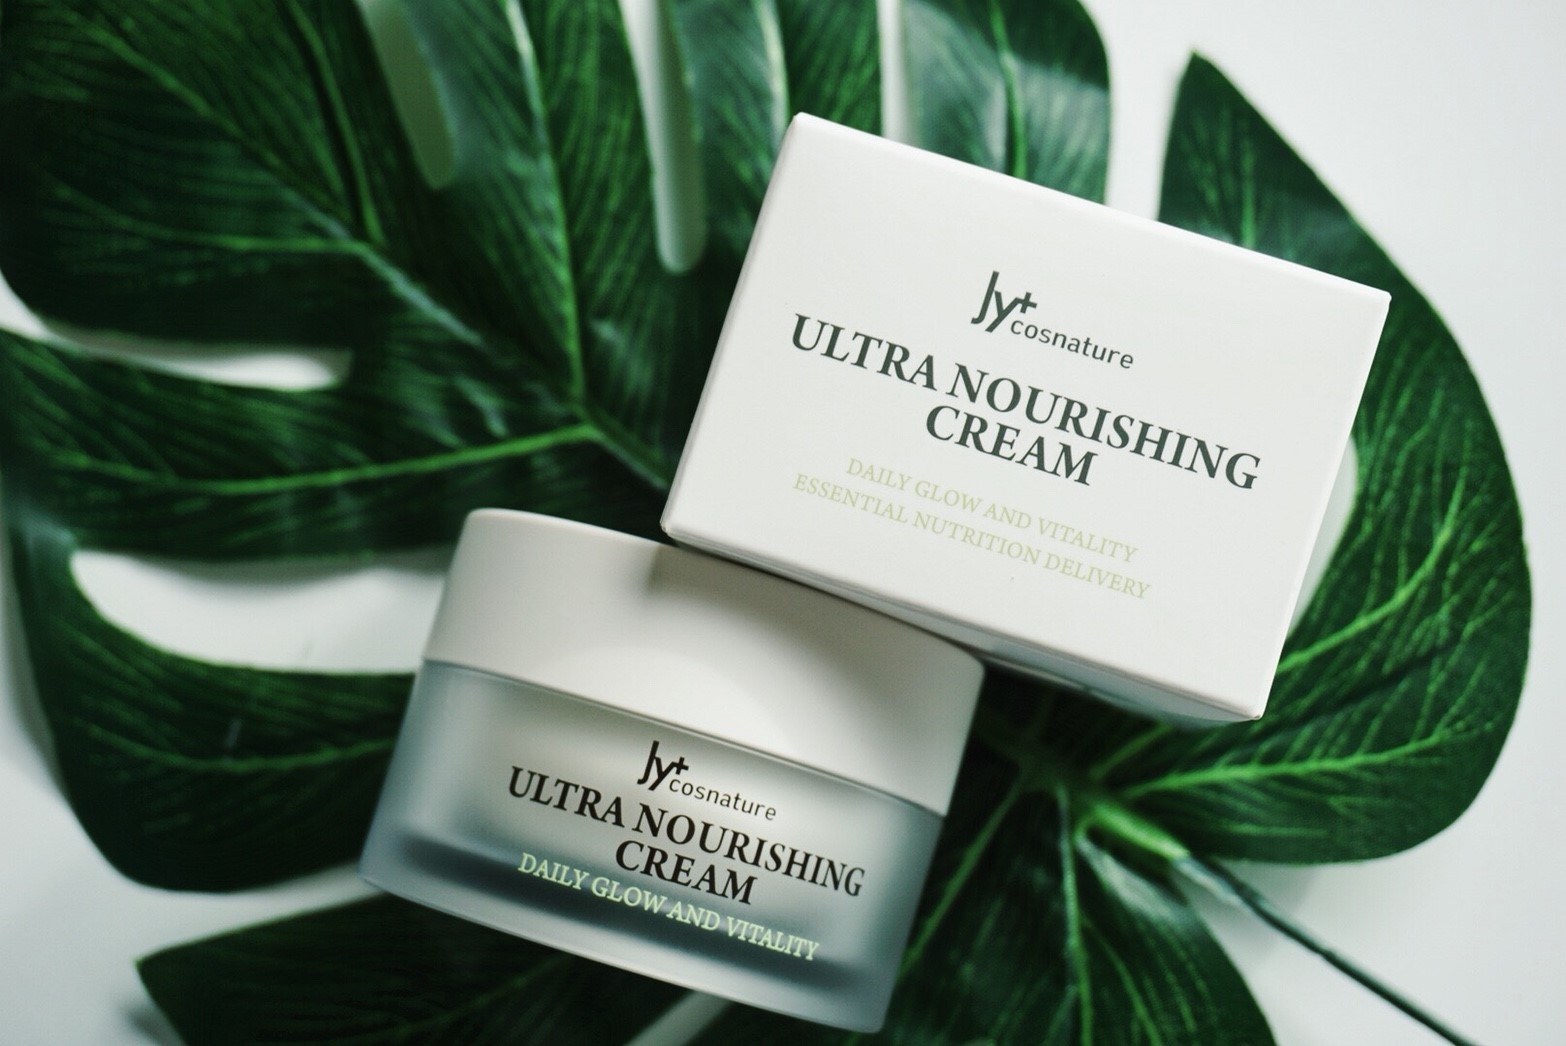 Jy+
cosnature
ULTRA NOURISHING
CREAM
DAILY GLOW AND VITALITY
ESSENTIAL NUTRITION DELIVERY
Jy+
cosnature
ULTRA NOURISHING
CREAM
DAILY GLOW AND VITALITY